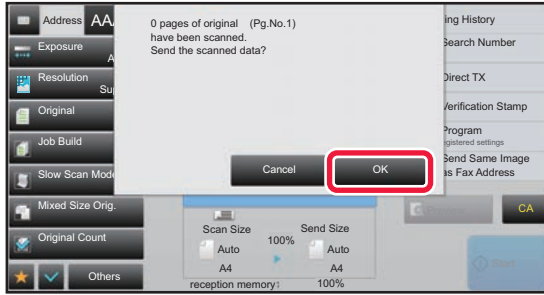 Address AA
Exposure
A
Resolution
Su
Original
Job Build
Slow Scan Mode
Mixed Size Orig.
Original Count
Others
0 pages of original (Pg.No.1)
have been scanned.
Send the scanned data?
Cancel
OK
Scan Size
Auto
A4
100%
Send Size
Auto
A4
reception memory: 100%
ing History
Search Number
Direct TX
Verification Stamp
Program
egistered settings
Send Same Image
as Fax Address
CA
Start